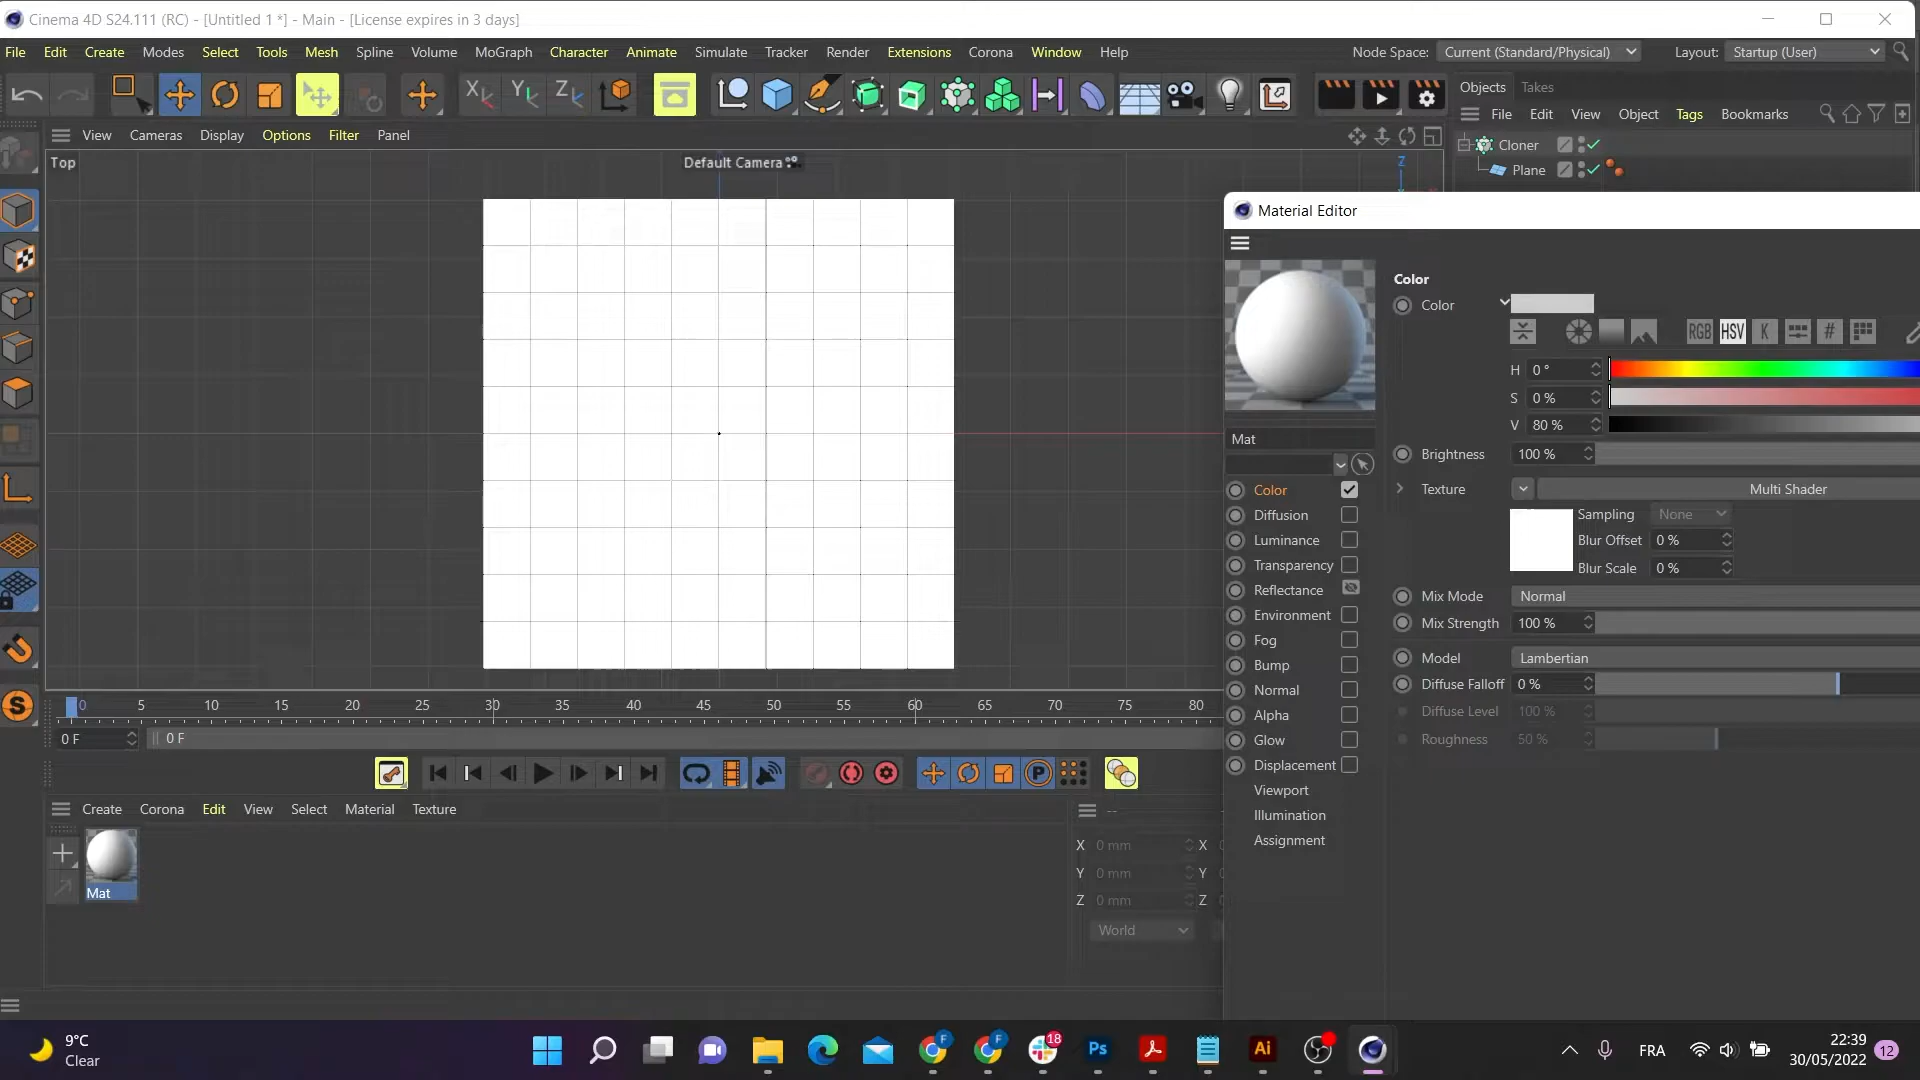 Cinema 4D S24.111 (RC) - [Untitled 1 *] - Main - [License expires in 3 days]
File Edit Create Modes Select Tools Mesh Spline Volume MoGraph Character Animate Simulate Tracker Render Extensions Corona Window Help Node Space: Current (Standard/Physical) Layout: Startup (User)
X Y Z
Objects Takes
File Edit View Object Tags Bookmarks
View Cameras Display Options Filter Panel
Top Default Camera Z
Cloner
Plane
Material Editor
Color
Color
RGB HSV K #
H 0 °
S 0 %
V 80 %
Mat
Brightness 100 %
Color
Diffusion
Luminance
Transparency
Reflectance
Environment
Fog
Bump
Normal
Alpha
Glow
Displacement
Viewport
Illumination
Assignment
Texture Multi Shader
Sampling None
Blur Offset 0 %
Blur Scale 0 %
Mix Mode Normal
Mix Strength 100 %
Model Lambertian
Diffuse Falloff 0 %
Diffuse Level 100 %
Roughness 50 %
0 5 10 15 20 25 30 35 40 45 50 55 60 65 70 75 80
0 F 0 F
P
S
Create Corona Edit View Select Material Texture
Mat
--
X 0 mm X
Y 0 mm Y
Z 0 mm Z
World
9°C
Clear
F F 18 Ps Ai
FRA
22:39
30/05/2022
12